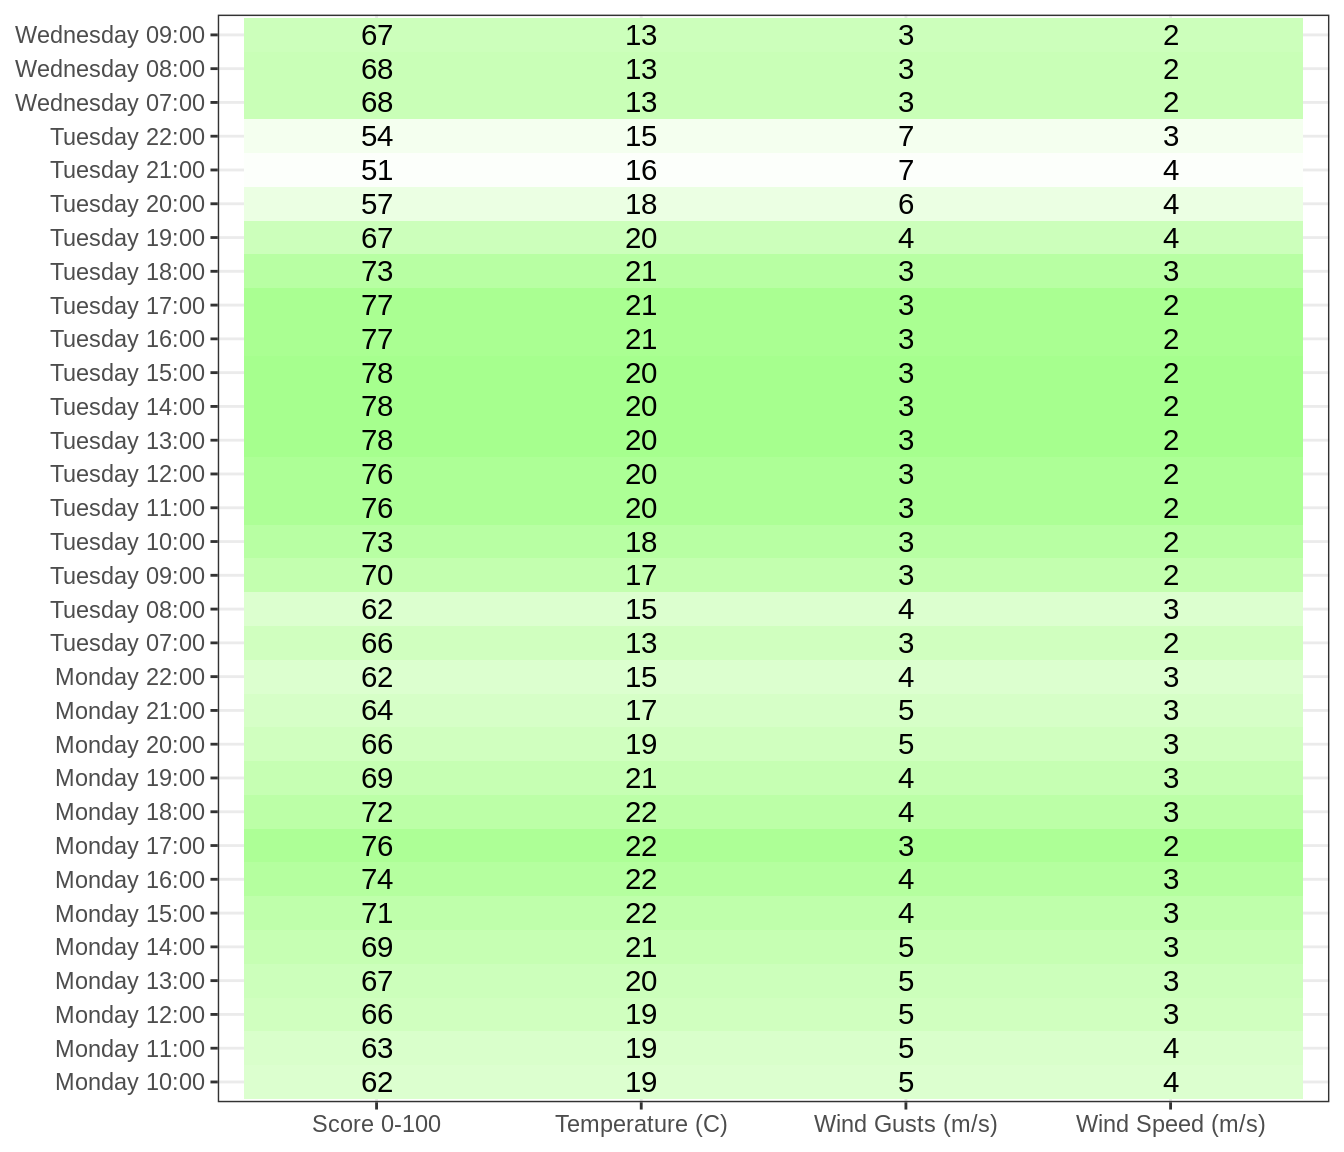 Wednesday 09:00 67 13 3 2
Wednesday 08:00 68 13 3 2
Wednesday 07:00 68 13 3 2
Tuesday 22:00 54 15 7 3
Tuesday 21:00 51 16 7 4
Tuesday 20:00 57 18 6 4
Tuesday 19:00 67 20 4 4
Tuesday 18:00 73 21 3 3
Tuesday 17:00 77 21 3 2
Tuesday 16:00 77 21 3 2
Tuesday 15:00 78 20 3 2
Tuesday 14:00 78 20 3 2
Tuesday 13:00 78 20 3 2
Tuesday 12:00 76 20 3 2
Tuesday 11:00 76 20 3 2
Tuesday 10:00 73 18 3 2
Tuesday 09:00 70 17 3 2
Tuesday 08:00 62 15 4 3
Tuesday 07:00 66 13 3 2
Monday 22:00 62 15 4 3
Monday 21:00 64 17 5 3
Monday 20:00 66 19 5 3
Monday 19:00 69 21 4 3
Monday 18:00 72 22 4 3
Monday 17:00 76 22 3 2
Monday 16:00 74 22 4 3
Monday 15:00 71 22 4 3
Monday 14:00 69 21 5 3
Monday 13:00 67 20 5 3
Monday 12:00 66 19 5 3
Monday 11:00 63 19 5 4
Monday 10:00 62 19 5 4
Score 0-100 Temperature (C) Wind Gusts (m/s) Wind Speed (m/s)